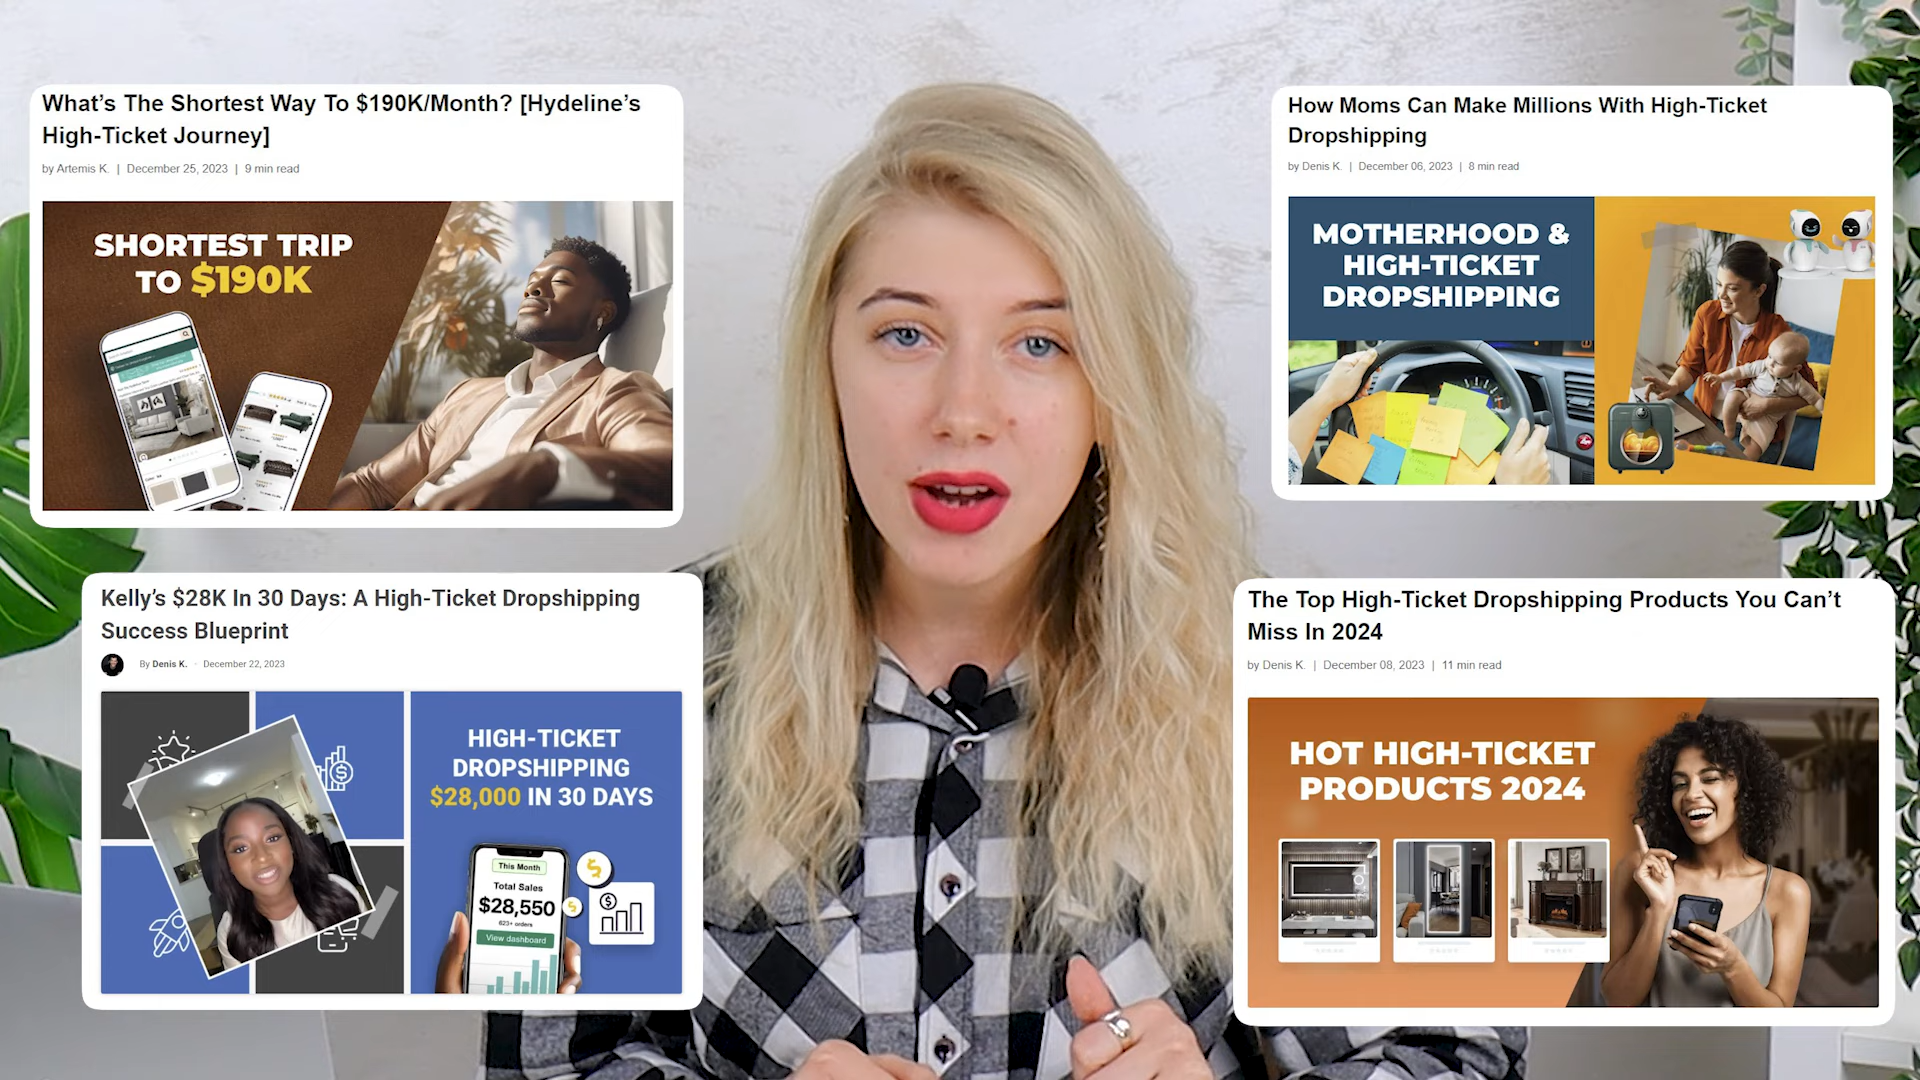 What's The Shortest Way To $190K/Month? [Hydeline's
High-Ticket Journey]
by Artemis K. | December 25, 2023 | 9 min read
SHORTEST TRIP
TO $190K
How Moms Can Make Millions With High-Ticket
Dropshipping
by Denis K. | December 06, 2023 | 8 min read
MOTHERHOOD &
HIGH-TICKET
DROPSHIPPING
Kelly's $28K In 30 Days: A High-Ticket Dropshipping
Success Blueprint
By Denis K. · December 22, 2023
HIGH-TICKET
DROPSHIPPING
$28,000 IN 30 DAYS
This Month
Total Sales
$28,550
623+ orders
View dashboard
The Top High-Ticket Dropshipping Products You Can't
Miss In 2024
by Denis K. | December 08, 2023 | 11 min read
HOT HIGH-TICKET
PRODUCTS 2024